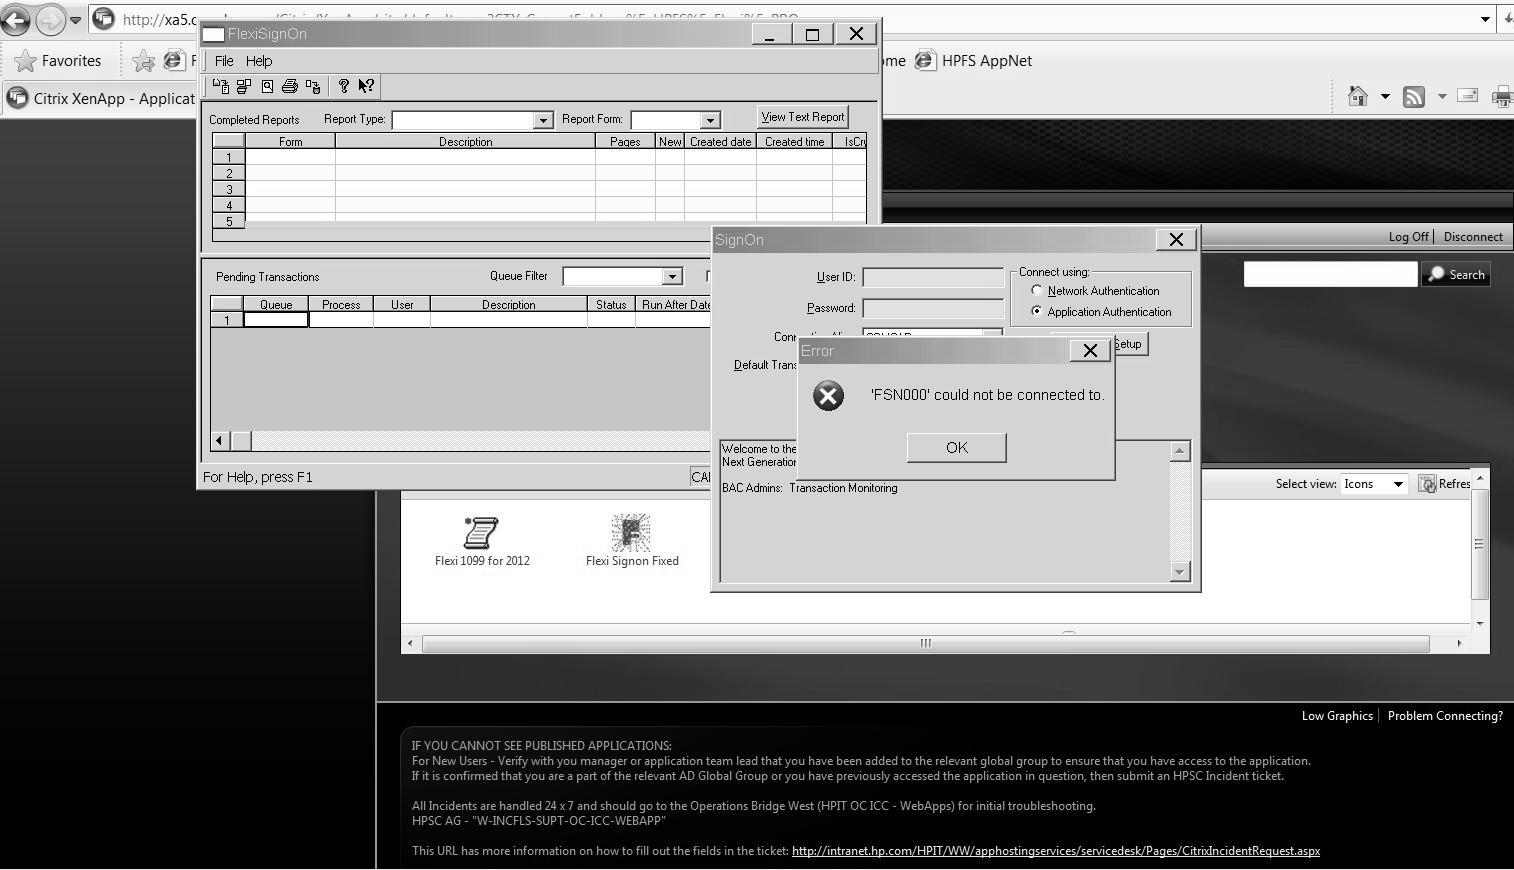 http://xa5.
FlexiSignOn
Favorites
File Help
HPFS AppNet
Citrix XenApp - Applicat
Completed Reports Report Type: Report Form: View Text Report
Form Description Pages New Created date Created time IsCry
1
2
3
4
5
SignOn
Log Off Disconnect
Pending Transactions Queue Filter
User ID: Connect using:
Network Authentication
Search
Queue Process User Description Status Run After Date
1
Password: Application Authentication
Setup
Default Trans
Error
'FSN000' could not be connected to.
OK
Welcome to the
Next Generation
BAC Admins: Transaction Monitoring
For Help, press F1
Select view: Icons Refres
Flexi 1099 for 2012 Flexi Signon Fixed
Low Graphics Problem Connecting?
IF YOU CANNOT SEE PUBLISHED APPLICATIONS:
For New Users - Verify with you manager or application team lead that you have been added to the relevant global group to ensure that you have access to the application.
If it is confirmed that you are a part of the relevant AD Global Group or you have previously accessed the application in question, then submit an HPSC Incident ticket.
All Incidents are handled 24 x 7 and should go to the Operations Bridge West (HPIT OC ICC - WebApps) for initial troubleshooting.
HPSC AG - "W-INCFLS-SUPT-OC-ICC-WEBAPP"
This URL has more information on how to fill out the fields in the ticket: http://intranet.hp.com/HPIT/WW/apphostingservices/servicedesk/Pages/CitrixIncidentRequest.aspx